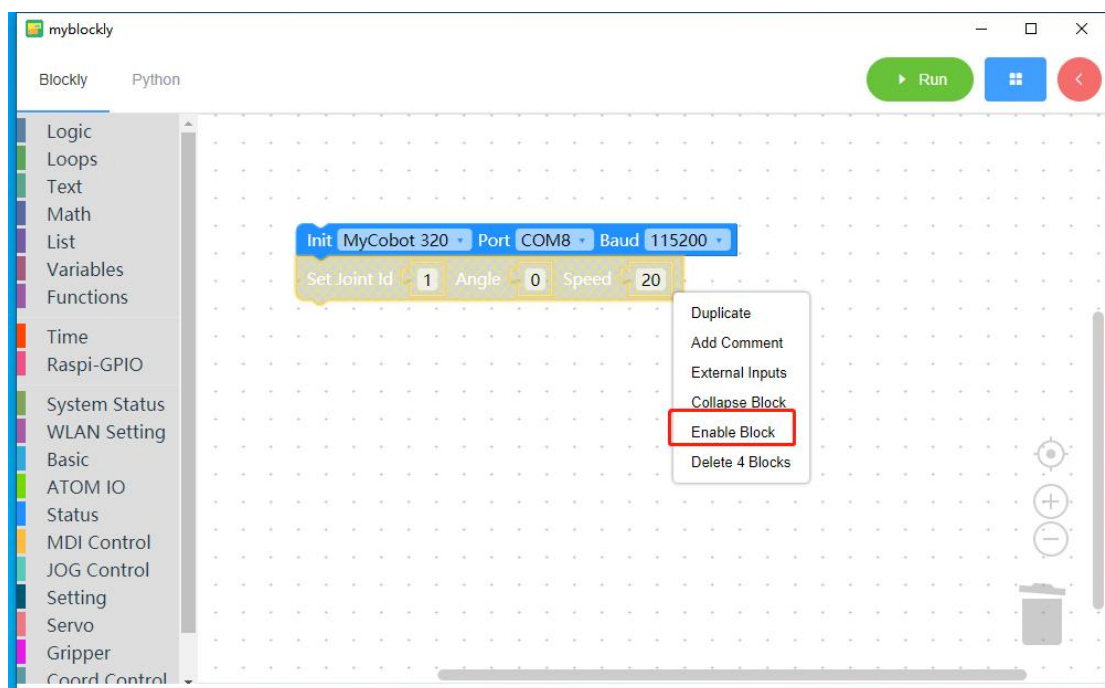 myblockly
Blockly Python
Run
Logic
Loops
Text
Math
List
Variables
Functions
Time
Raspi-GPIO
System Status
WLAN Setting
Basic
ATOM IO
Status
MDI Control
JOG Control
Setting
Servo
Gripper
Coord Control
Init MyCobot 320 Port COM8 Baud 115200
Set Joint Id 1 Angle 0 Speed 20
Duplicate
Add Comment
External Inputs
Collapse Block
Enable Block
Delete 4 Blocks